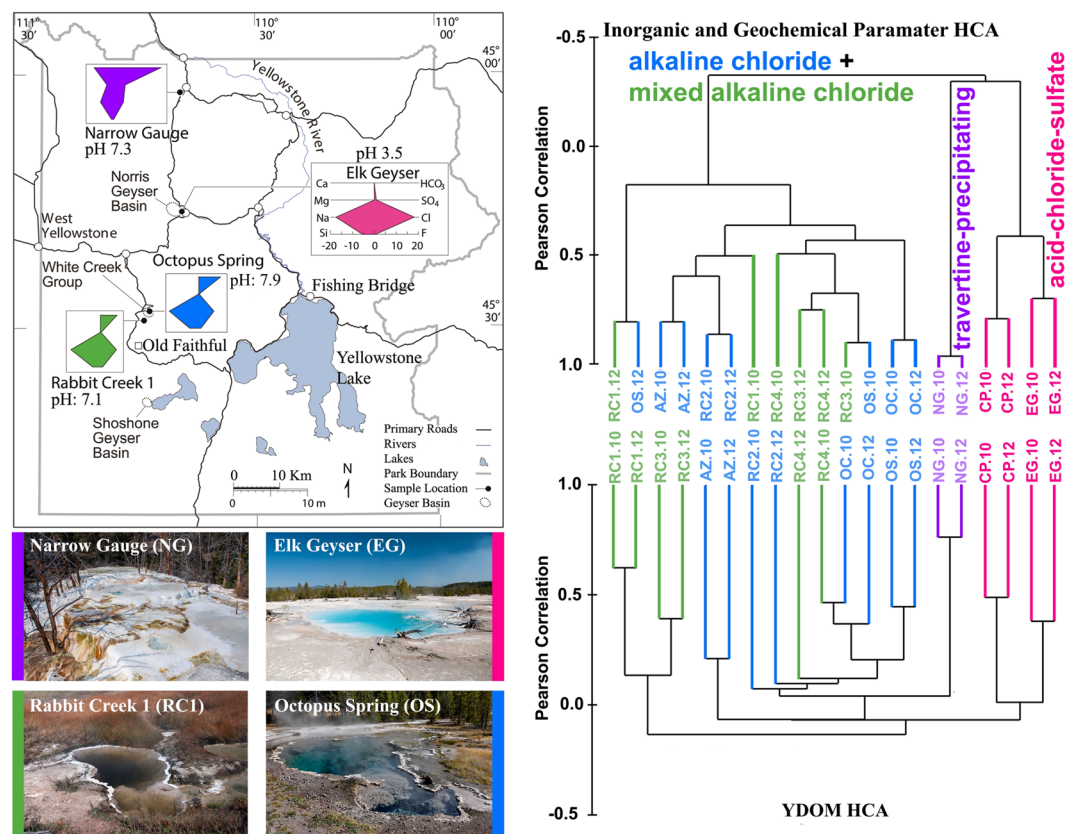 111°
30'
110°
30'
110°
00'
45°
00'
Yellowstone
River
Narrow Gauge
pH 7.3
pH 3.5
Elk Geyser
Ca
HCO3
Mg
SO4
Na
Cl
Si
F
-20 -10 0 10 20
Norris
Geyser
Basin
West
Yellowstone
White Creek
Group
Octopus Spring
pH: 7.9
Fishing Bridge
45°
30'
Old Faithful
Rabbit Creek 1
pH: 7.1
Yellowstone
Lake
Shoshone
Geyser
Basin
Primary Roads
Rivers
Lakes
Park Boundary
Sample Location
Geyser Basin
0 10 Km
0 10 m
N
Narrow Gauge (NG)
Elk Geyser (EG)
Rabbit Creek 1 (RC1)
Octopus Spring (OS)
Inorganic and Geochemical Paramater HCA
alkaline chloride +
mixed alkaline chloride
travertine-precipitating
acid-chloride-sulfate
Pearson Correlation
-0.5
0.0
0.5
1.0
RC1.12
OS.12
AZ.10
AZ.12
RC2.10
RC2.12
RC1.10
RC4.10
RC3.12
RC4.12
RC3.10
OS.10
OC.10
OC.12
NG.10
NG.12
CP.10
CP.12
EG.10
EG.12
RC1.10
RC1.12
RC3.10
RC3.12
AZ.10
AZ.12
RC2.10
RC2.12
RC4.12
RC4.10
OC.10
OC.12
OS.10
OS.12
NG.10
NG.12
CP.10
CP.12
EG.10
EG.12
Pearson Correlation
1.0
0.5
0.0
-0.5
YDOM HCA